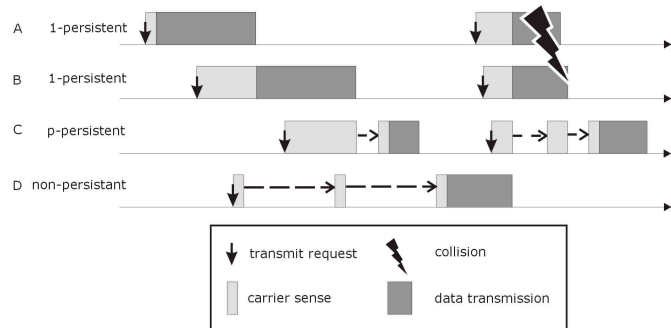 A 1-persistent
B 1-persistent
C p-persistent
D non-persistant
transmit request
collision
carrier sense
data transmission